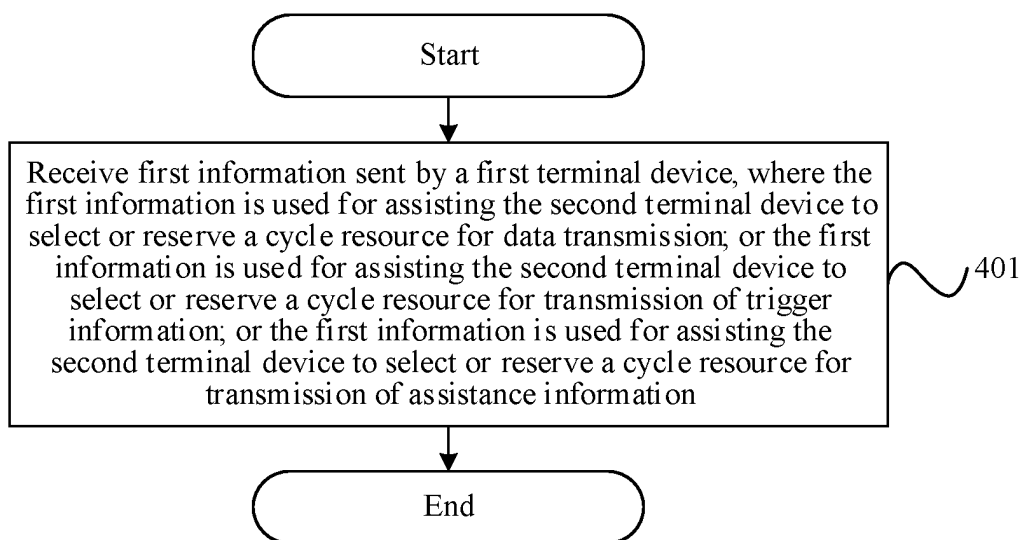 Start
Receive first information sent by a first terminal device, where the
first information is used for assisting the second terminal device to
select or reserve a cycle resource for data transmission; or the first
information is used for assisting the second terminal device to
select or reserve a cycle resource for transmission of trigger
information; or the first information is used for assisting the
second terminal device to select or reserve a cycle resource for
transmission of assistance information
401
End